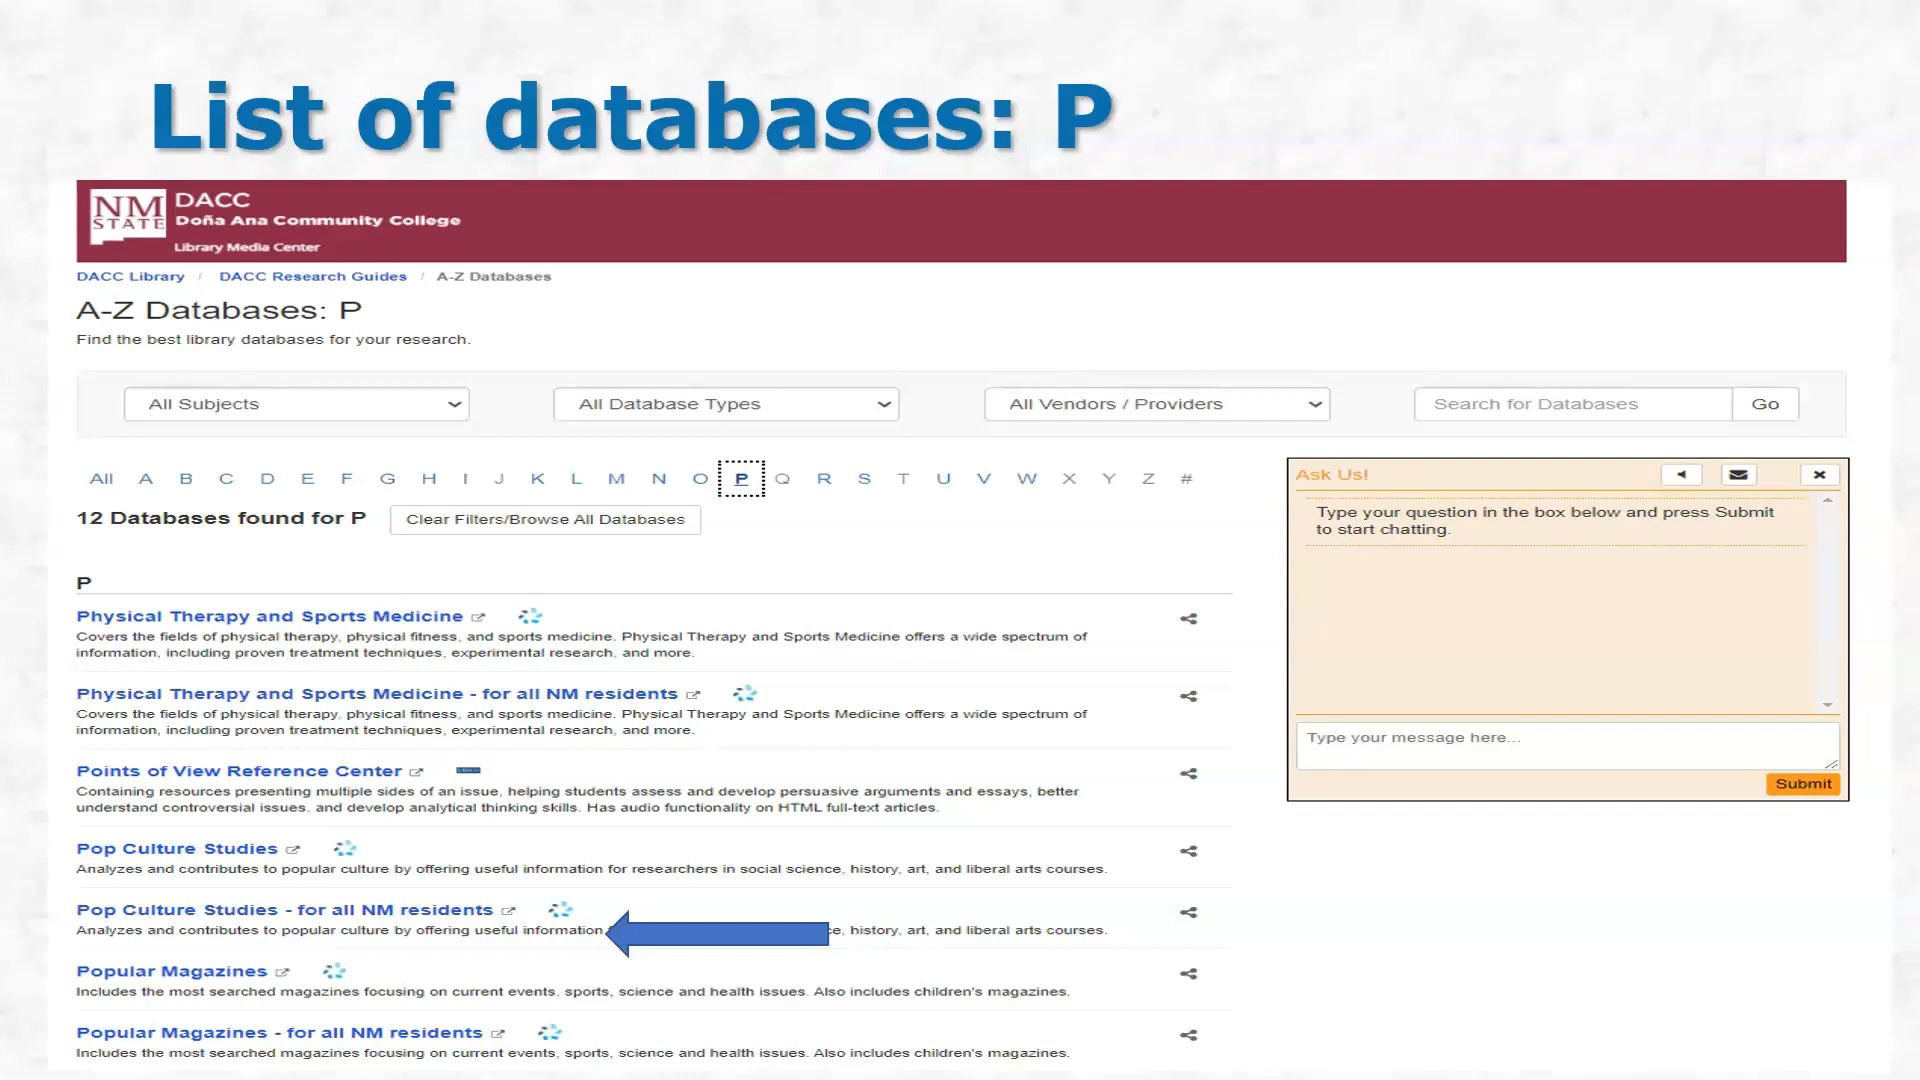 List of databases: P
NM
STATE
DACC
Doña Ana Community College
Library Media Center
DACC Library / DACC Research Guides / A-Z Databases
A-Z Databases: P
Find the best library databases for your research.
All Subjects All Database Types All Vendors / Providers Search for Databases Go
All A B C D E F G H I J K L M N O P Q R S T U V W X Y Z #
12 Databases found for P Clear Filters/Browse All Databases
P
Physical Therapy and Sports Medicine
Covers the fields of physical therapy, physical fitness, and sports medicine. Physical Therapy and Sports Medicine offers a wide spectrum of
information, including proven treatment techniques, experimental research, and more.
Physical Therapy and Sports Medicine - for all NM residents
Covers the fields of physical therapy, physical fitness, and sports medicine. Physical Therapy and Sports Medicine offers a wide spectrum of
information, including proven treatment techniques, experimental research, and more.
Points of View Reference Center
Containing resources presenting multiple sides of an issue, helping students assess and develop persuasive arguments and essays, better
understand controversial issues, and develop analytical thinking skills. Has audio functionality on HTML full-text articles.
Pop Culture Studies
Analyzes and contributes to popular culture by offering useful information for researchers in social science, history, art, and liberal arts courses.
Pop Culture Studies - for all NM residents
Analyzes and contributes to popular culture by offering useful information ce, history, art, and liberal arts courses.
Popular Magazines
Includes the most searched magazines focusing on current events, sports, science and health issues. Also includes children's magazines.
Popular Magazines - for all NM residents
Includes the most searched magazines focusing on current events, sports, science and health issues. Also includes children's magazines.
Ask Us!
Type your question in the box below and press Submit
to start chatting.
Type your message here...
Submit